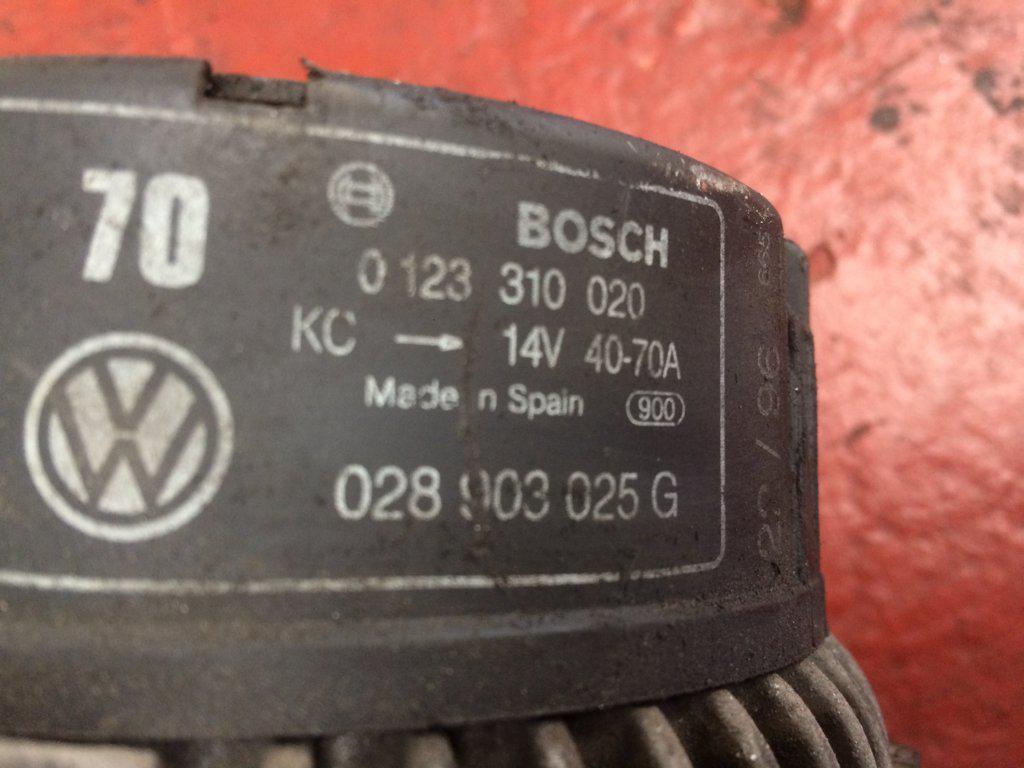 70
BOSCH
0 123 310 020
KC → 14V 40-70A
Made in Spain 900
028 903 025 G